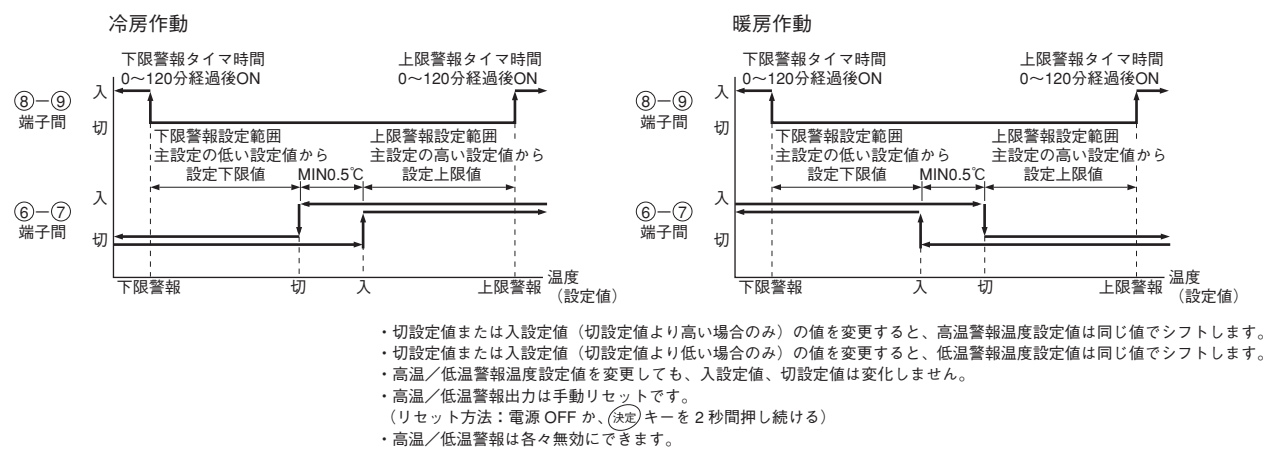 冷房作動
下限警報タイマ時間
0～120分経過後ON
上限警報タイマ時間
0～120分経過後ON
⑧－⑨
端子間
入
切
下限警報設定範囲
主設定の低い設定値から
設定下限値
MIN0.5℃
上限警報設定範囲
主設定の高い設定値から
設定上限値
⑥－⑦
端子間
入
切
下限警報
切
入
上限警報
温度
（設定値）
暖房作動
下限警報タイマ時間
0～120分経過後ON
上限警報タイマ時間
0～120分経過後ON
⑧－⑨
端子間
入
切
下限警報設定範囲
主設定の低い設定値から
設定下限値
MIN0.5℃
上限警報設定範囲
主設定の高い設定値から
設定上限値
⑥－⑦
端子間
入
切
下限警報
入
切
上限警報
温度
（設定値）
・切設定値または入設定値（切設定値より高い場合のみ）の値を変更すると、高温警報温度設定値は同じ値でシフトします。
・切設定値または入設定値（切設定値より低い場合のみ）の値を変更すると、低温警報温度設定値は同じ値でシフトします。
・高温／低温警報温度設定値を変更しても、入設定値、切設定値は変化しません。
・高温／低温警報出力は手動リセットです。
（リセット方法：電源 OFF か、決定キーを 2 秒間押し続ける）
・高温／低温警報は各々無効にできます。